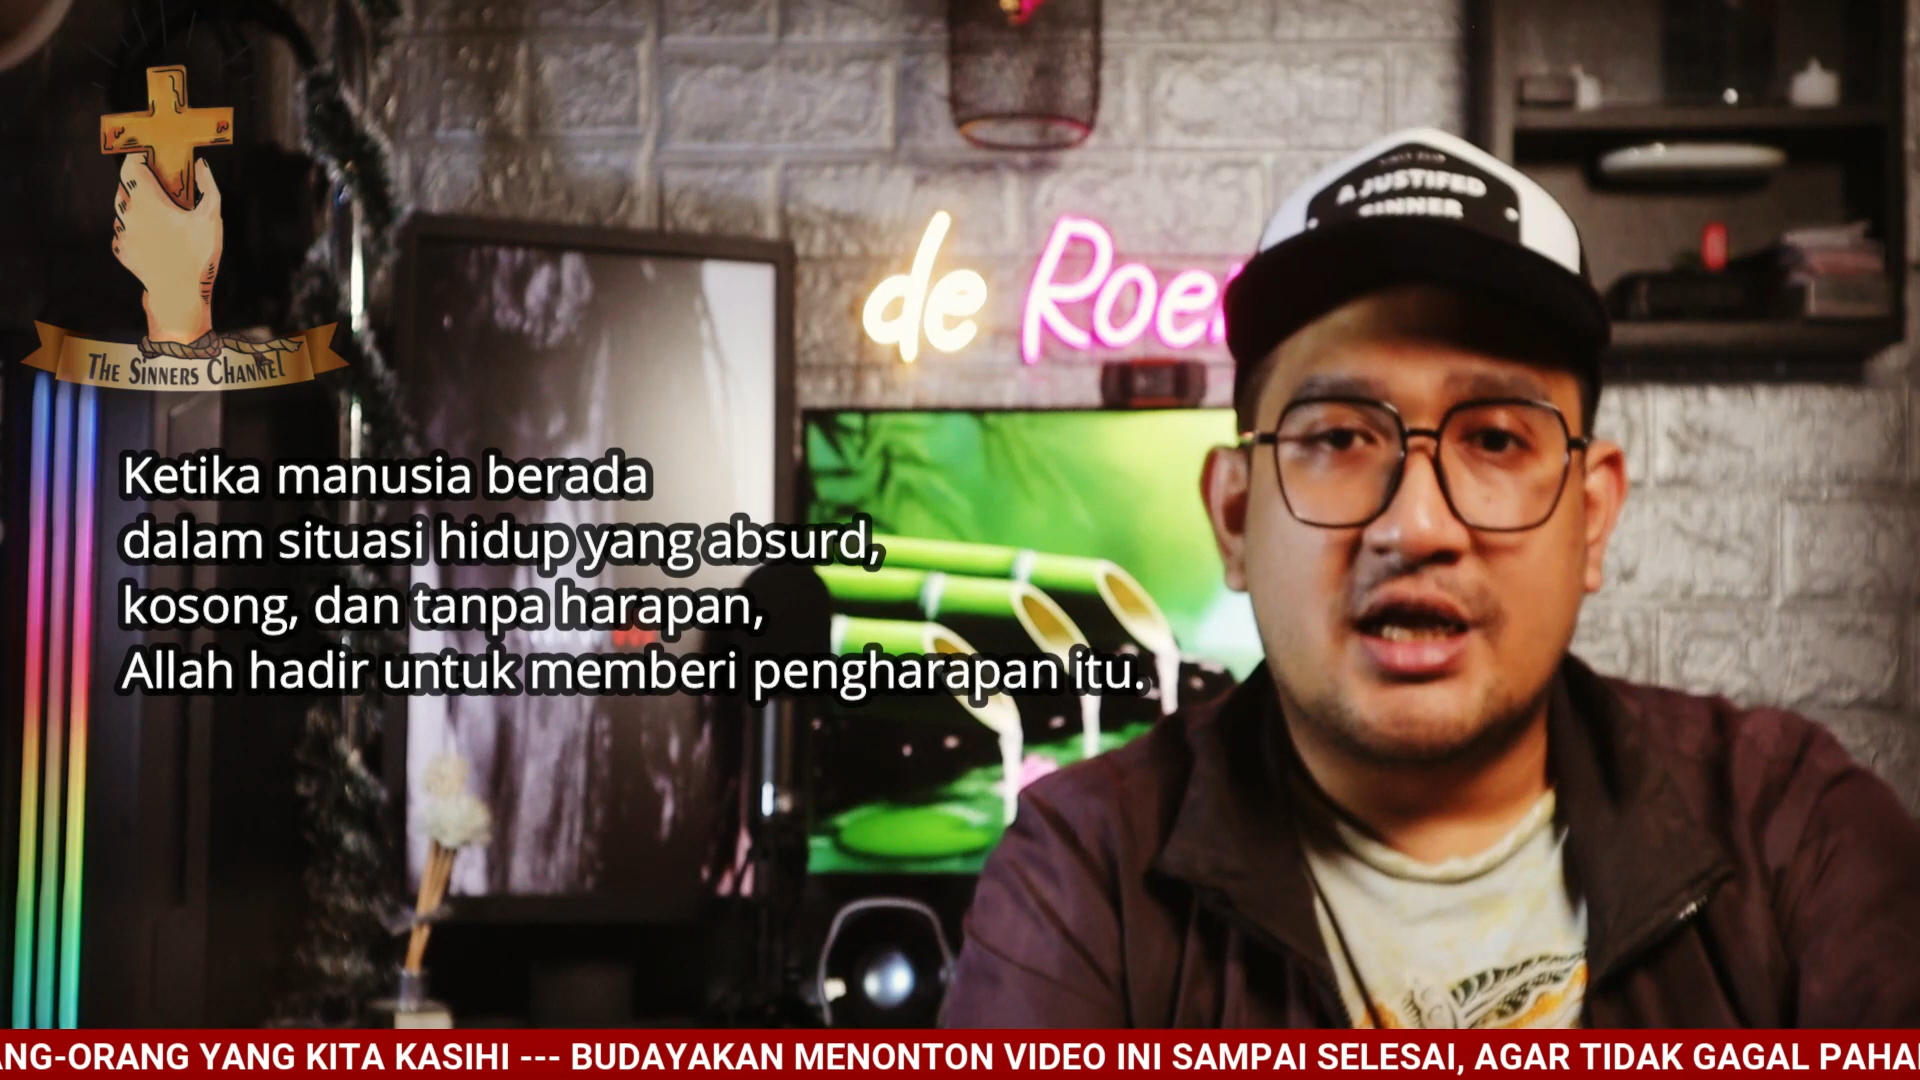 THE SINNERS CHANNEL
de Roe
A JUSTIFED
SINNER
Ketika manusia berada
dalam situasi hidup yang absurd,
kosong, dan tanpa harapan,
Allah hadir untuk memberi pengharapan itu.
ANG-ORANG YANG KITA KASIHI --- BUDAYAKAN MENONTON VIDEO INI SAMPAI SELESAI, AGAR TIDAK GAGAL PAHA